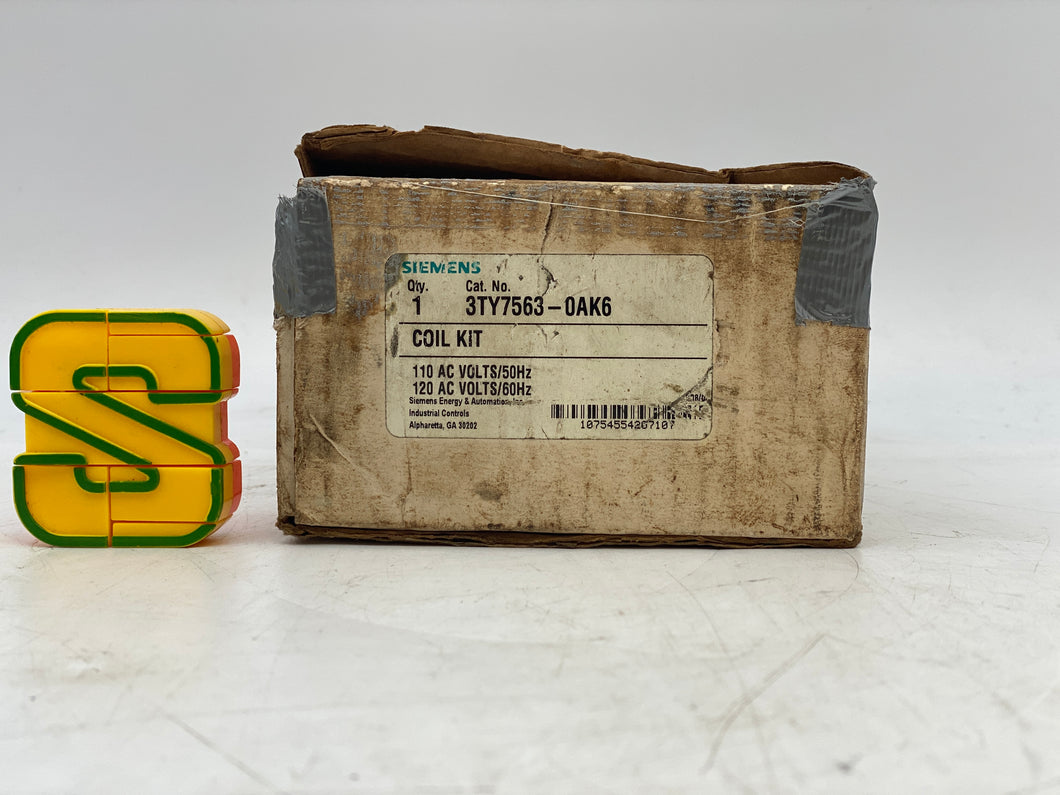 SIEMENS
Qty. Cat. No.
1 3TY7563-0AK6
COIL KIT
110 AC VOLTS/50Hz
120 AC VOLTS/60Hz
Siemens Energy & Automation, Inc.
Industrial Controls
Alpharetta, GA 30202
107545542G7107
S